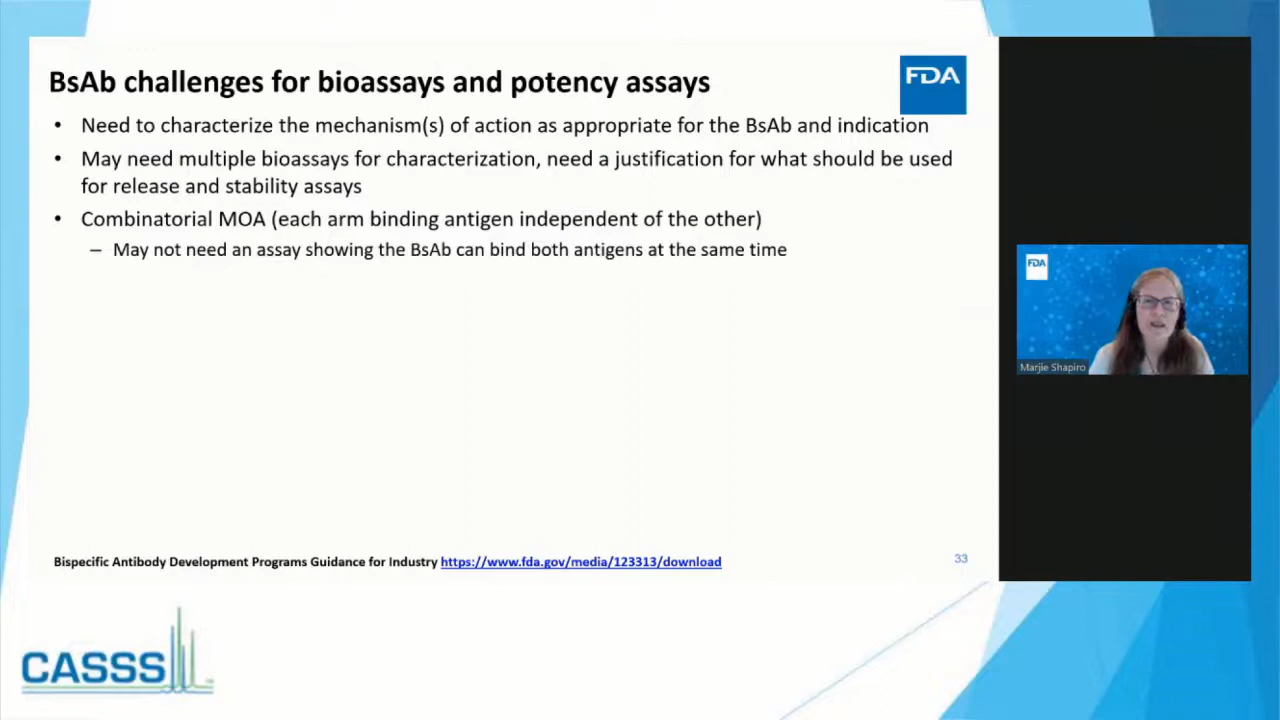 BsAb challenges for bioassays and potency assays
FDA
• Need to characterize the mechanism(s) of action as appropriate for the BsAb and indication
• May need multiple bioassays for characterization, need a justification for what should be used
for release and stability assays
• Combinatorial MOA (each arm binding antigen independent of the other)
– May not need an assay showing the BsAb can bind both antigens at the same time
Bispecific Antibody Development Programs Guidance for Industry https://www.fda.gov/media/123313/download
33
FDA
Marjie Shapiro
CASSS